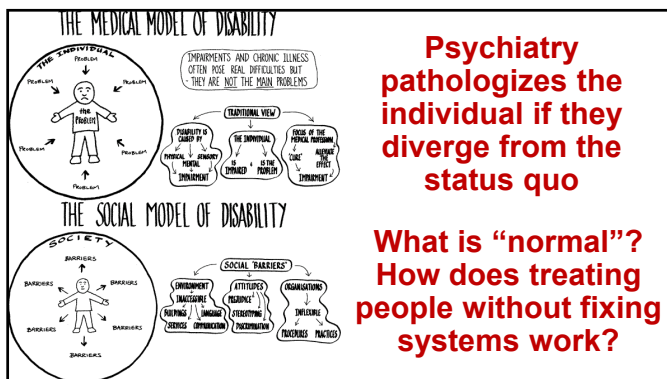 THE MEDICAL MODEL OF DISABILITY
THE INDIVIDUAL
PROBLEM
PROBLEM
PROBLEM
the PROBLEM
PROBLEM
PROBLEM
PROBLEM
IMPAIRMENTS AND CHRONIC ILLNESS
OFTEN POSE REAL DIFFICULTIES BUT
- THEY ARE NOT THE MAIN PROBLEMS
TRADITIONAL VIEW
DISABILITY IS
CAUSED BY
PHYSICAL
SENSORY
MENTAL
IMPAIRMENT
THE INDIVIDUAL
IS
IMPAIRED
&
IS THE
PROBLEM
FOCUS OF THE
MEDICAL PROFESSION
'CURE'
ALLEVIATE
THE
EFFECT
IMPAIRMENT
THE SOCIAL MODEL OF DISABILITY
SOCIETY
BARRIERS
BARRIERS
BARRIERS
BARRIERS
BARRIERS
BARRIERS
SOCIAL 'BARRIERS'
ENVIRONMENT
INACCESSIBLE
BUILDINGS
LANGUAGE
SERVICES
COMMUNICATION
ATTITUDES
PREJUDICE
STEREOTYPING
DISCRIMINATION
ORGANISATIONS
INFLEXIBLE
PROCEDURES
PRACTICES
Psychiatry
pathologizes the
individual if they
diverge from the
status quo
What is “normal”?
How does treating
people without fixing
systems work?